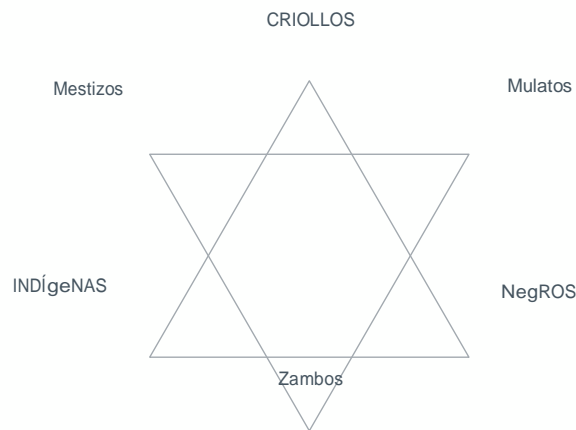 CRIOLLOS
Mestizos
Mulatos
INDÍgeNAS
NegROS
Zambos